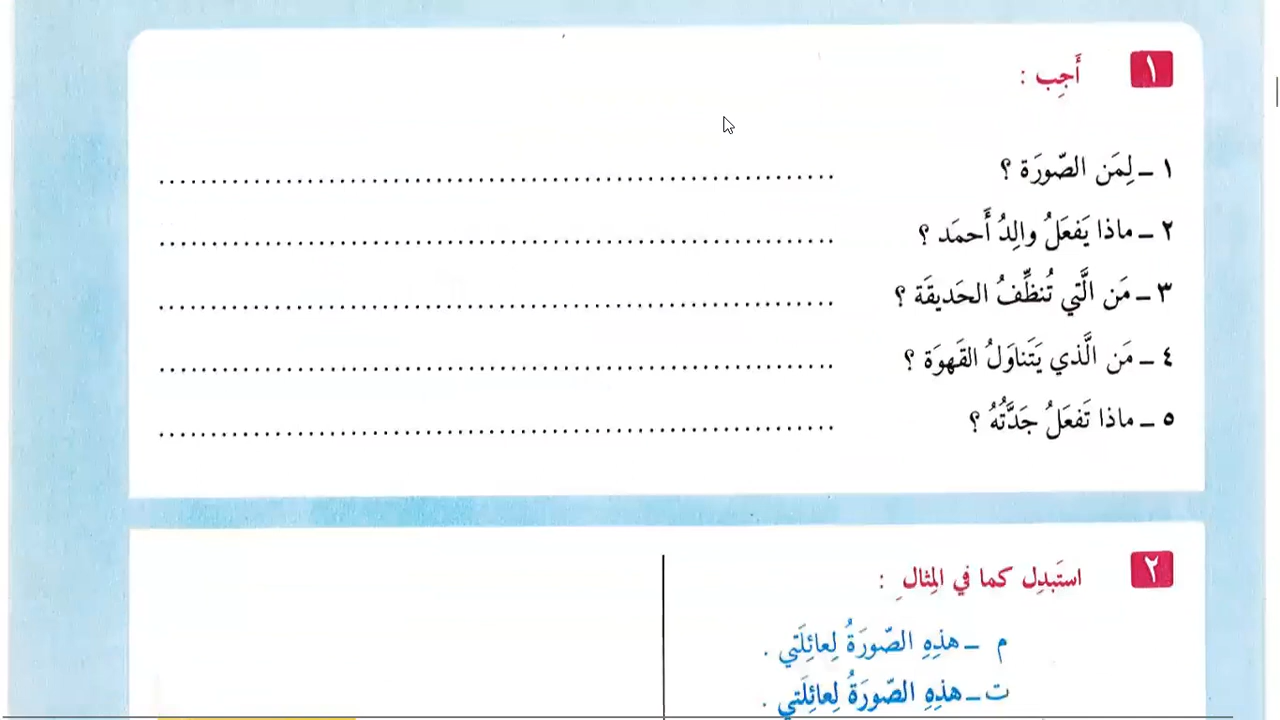 ١ أَجِب :
١ ـ لِمَن الصّورَة ؟ ......................................................................
٢ ـ ماذا يَفعَلُ والِدُ أَحمَد ؟ ......................................................................
٣ ـ مَن الَّتي تُنظِّفُ الحَديقَة ؟ ......................................................................
٤ ـ مَن الَّذي يَتَناوَلُ القَهوَة ؟ ......................................................................
٥ ـ ماذا تَفعَلُ جَدَّتُهُ ؟ ......................................................................
٢ استَبدِل كما في المِثالِ :
م ـ هذِهِ الصّورَةُ لِعائِلَتي .
ت ـ هذِهِ الصّورَةُ لِعائِلَتي .